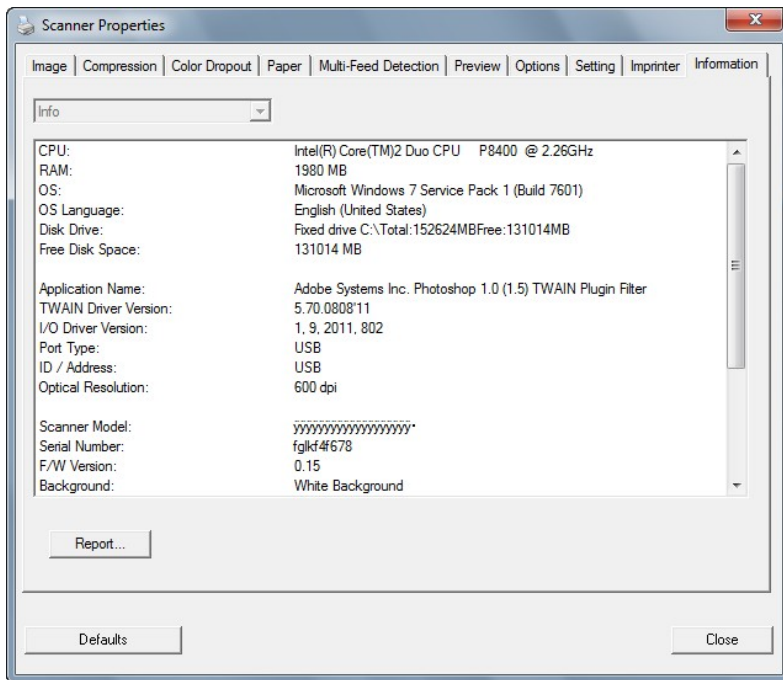 Scanner Properties
Image Compression Color Dropout Paper Multi-Feed Detection Preview Options Setting Imprinter Information
Info
CPU: Intel(R) Core(TM)2 Duo CPU P8400 @ 2.26GHz
RAM: 1980 MB
OS: Microsoft Windows 7 Service Pack 1 (Build 7601)
OS Language: English (United States)
Disk Drive: Fixed drive C:\Total:152624MBFree:131014MB
Free Disk Space: 131014 MB
Application Name: Adobe Systems Inc. Photoshop 1.0 (1.5) TWAIN Plugin Filter
TWAIN Driver Version: 5.70.0808'11
I/O Driver Version: 1, 9, 2011, 802
Port Type: USB
ID / Address: USB
Optical Resolution: 600 dpi
Scanner Model:
Serial Number: fglkf4f678
F/W Version: 0.15
Background: White Background
Report...
Defaults Close